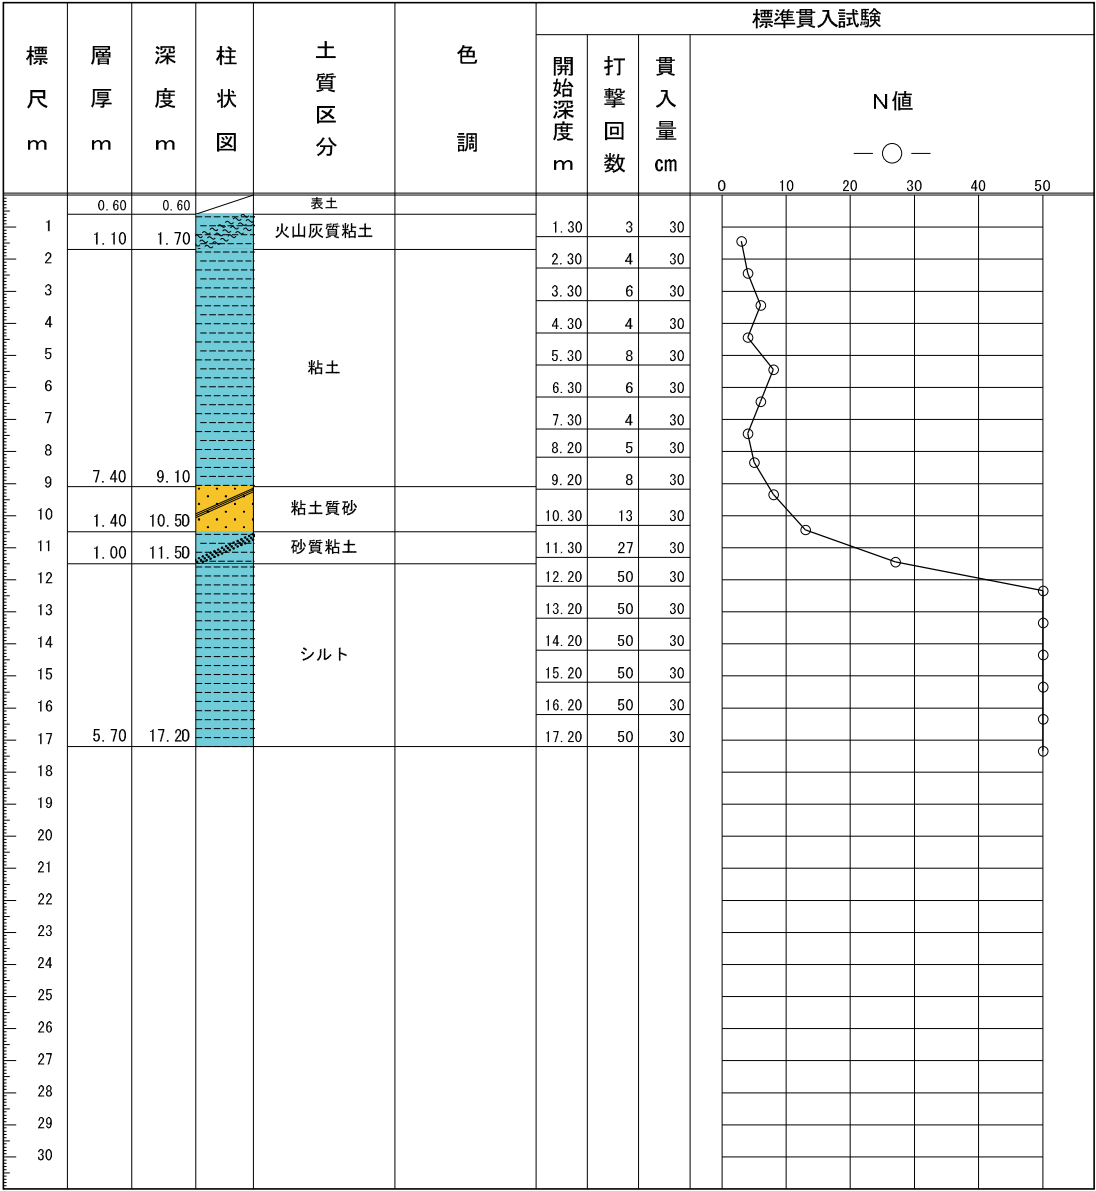 標尺 m
層厚 m
深度 m
柱状図
土質区分
色調
標準貫入試験
開始深度 m
打撃回数
貫入量 cm
N値
0 10 20 30 40 50
0.60 0.60 表土
1 1.10 1.70 火山灰質粘土 1.30 3 30
2 2.30 4 30
3 3.30 6 30
4 4.30 4 30
5 粘土 5.30 8 30
6 6.30 6 30
7 7.30 4 30
8 8.20 5 30
9 7.40 9.10 9.20 8 30
10 1.40 10.50 粘土質砂 10.30 13 30
11 1.00 11.50 砂質粘土 11.30 27 30
12 12.20 50 30
13 13.20 50 30
14 シルト 14.20 50 30
15 15.20 50 30
16 16.20 50 30
17 5.70 17.20 17.20 50 30
18
19
20
21
22
23
24
25
26
27
28
29
30